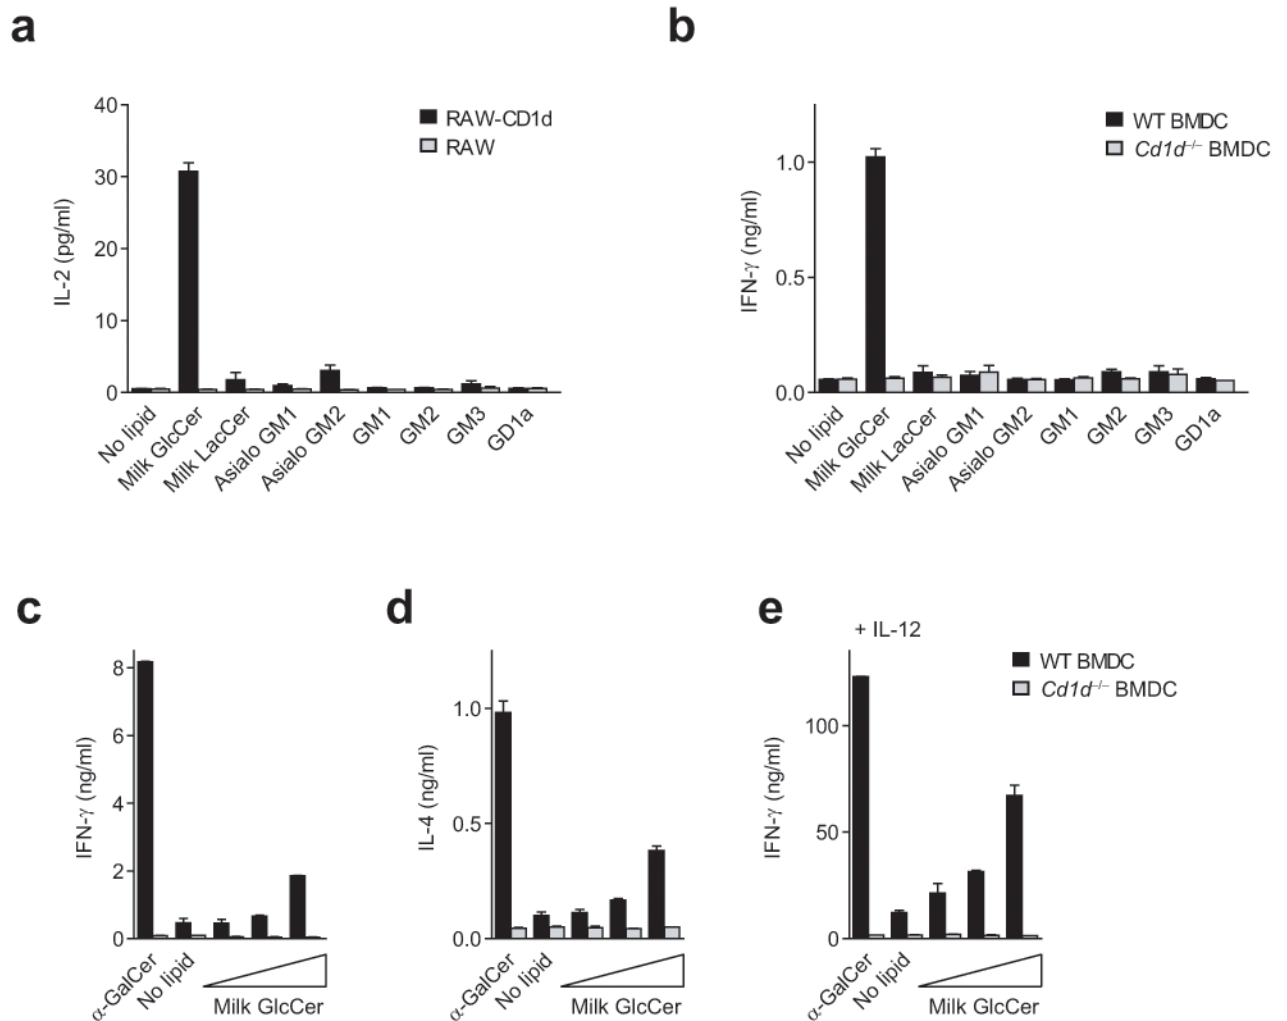 a
40
30
20
10
0
IL-2 (pg/ml)
RAW-CD1d
RAW
No lipid
Milk GlcCer
Milk LacCer
Asialo GM1
Asialo GM2
GM1
GM2
GM3
GD1a
b
1.0
0.5
0.0
IFN-γ (ng/ml)
WT BMDC
Cd1d–/– BMDC
No lipid
Milk GlcCer
Milk LacCer
Asialo GM1
Asialo GM2
GM1
GM2
GM3
GD1a
c
8
6
4
2
0
IFN-γ (ng/ml)
α-GalCer
No lipid
Milk GlcCer
d
1.0
0.5
0.0
IL-4 (ng/ml)
α-GalCer
No lipid
Milk GlcCer
e
+ IL-12
100
50
0
IFN-γ (ng/ml)
WT BMDC
Cd1d–/– BMDC
α-GalCer
No lipid
Milk GlcCer